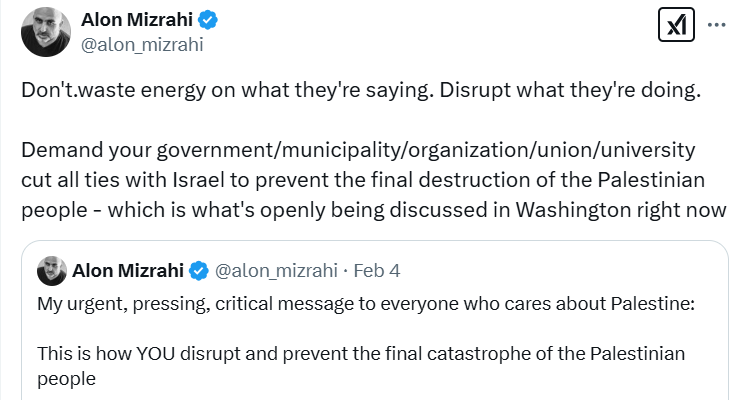 Alon Mizrahi
@alon_mizrahi
Don't.waste energy on what they're saying. Disrupt what they're doing.
Demand your government/municipality/organization/union/university
cut all ties with Israel to prevent the final destruction of the Palestinian
people - which is what's openly being discussed in Washington right now
Alon Mizrahi @alon_mizrahi · Feb 4
My urgent, pressing, critical message to everyone who cares about Palestine:
This is how YOU disrupt and prevent the final catastrophe of the Palestinian
people